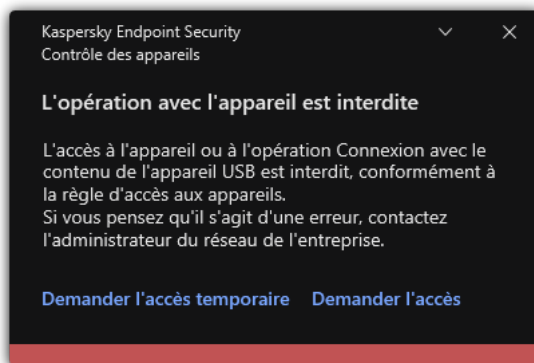 Kaspersky Endpoint Security
Contrôle des appareils
L'opération avec l'appareil est interdite
L'accès à l'appareil ou à l'opération Connexion avec le
contenu de l'appareil USB est interdit, conformément à
la règle d'accès aux appareils.
Si vous pensez qu'il s'agit d'une erreur, contactez
l'administrateur du réseau de l'entreprise.
Demander l'accès temporaire Demander l'accès